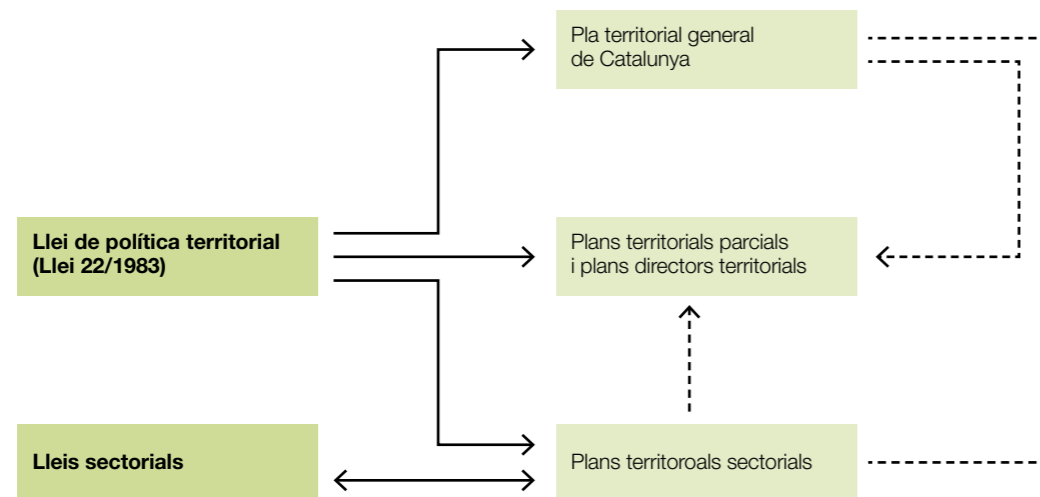 Pla territorial general
de Catalunya
Llei de política territorial
(Llei 22/1983)
Plans territorials parcials
i plans directors territorials
Lleis sectorials
Plans territoroals sectorials